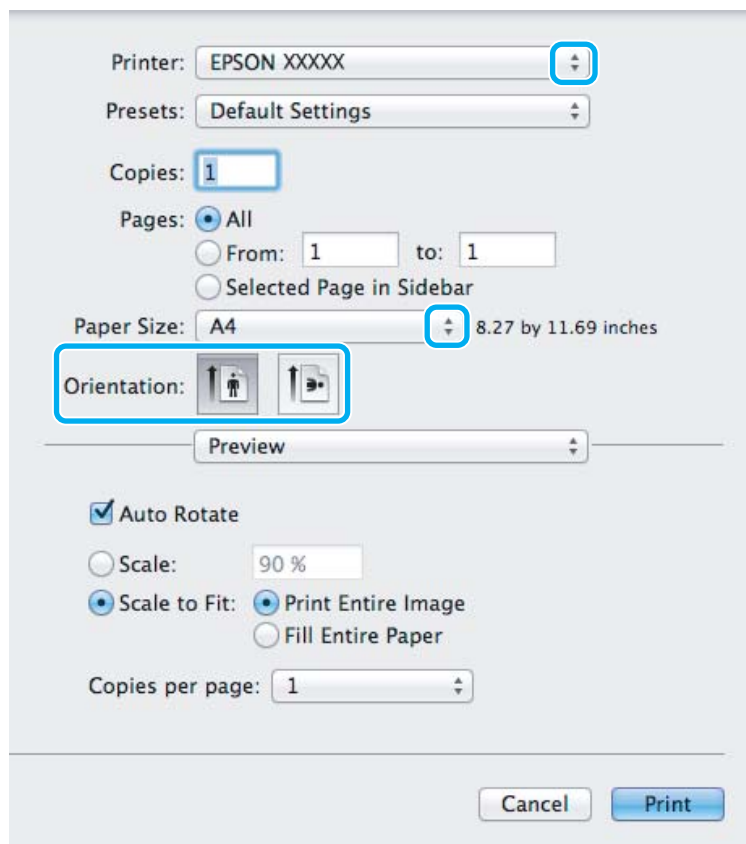 Printer: EPSON XXXXX
Presets: Default Settings
Copies: 1
Pages: All
From: 1 to: 1
Selected Page in Sidebar
Paper Size: A4 8.27 by 11.69 inches
Orientation:
Preview
Auto Rotate
Scale: 90 %
Scale to Fit: Print Entire Image
Fill Entire Paper
Copies per page: 1
Cancel Print